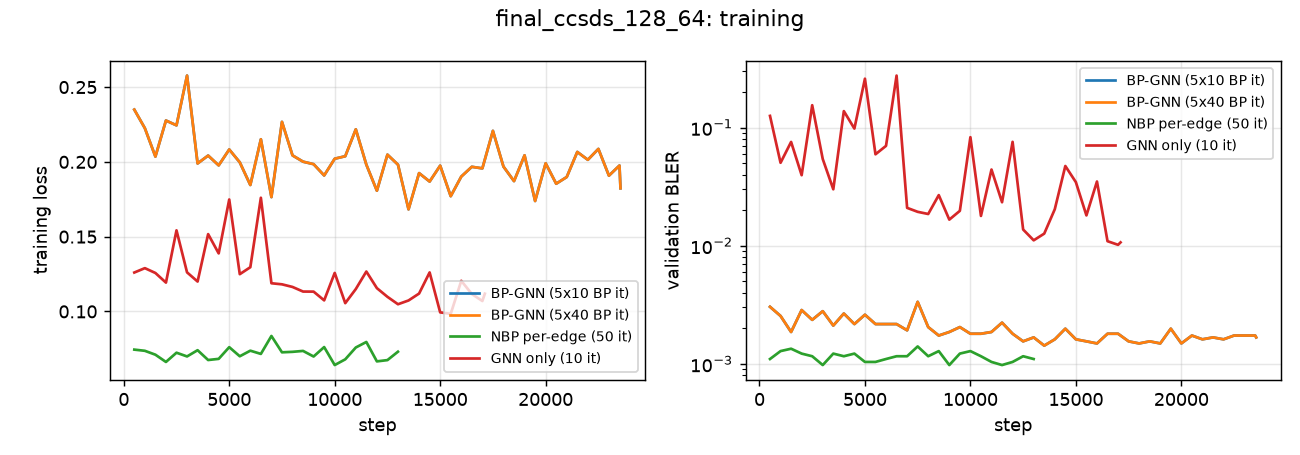 final_ccsds_128_64: training
training loss
0.25
0.20
0.15
0.10
0
5000
10000
15000
20000
step
BP-GNN (5x10 BP it)
BP-GNN (5x40 BP it)
NBP per-edge (50 it)
GNN only (10 it)
validation BLER
10⁻¹
10⁻²
10⁻³
0
5000
10000
15000
20000
step
BP-GNN (5x10 BP it)
BP-GNN (5x40 BP it)
NBP per-edge (50 it)
GNN only (10 it)